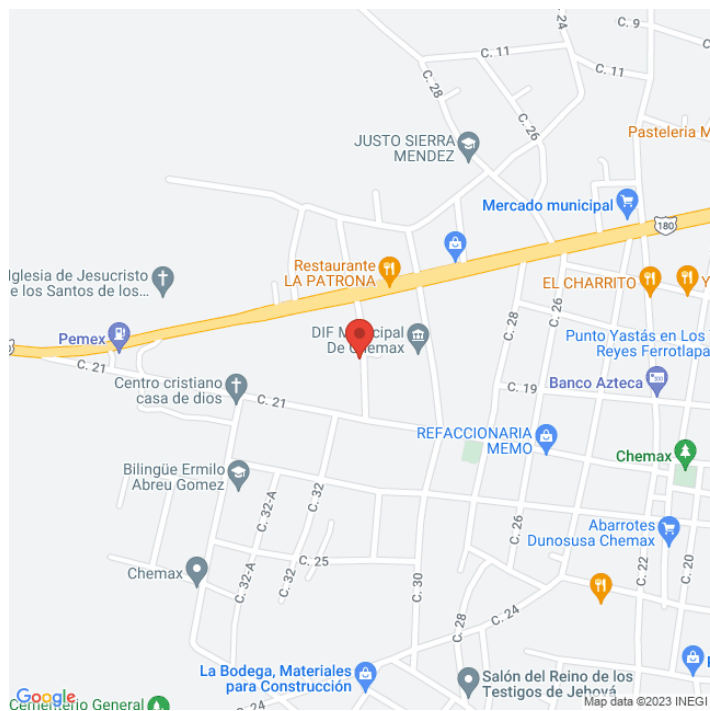 C. 24
C. 9
C. 11
C. 11
C. 28
C. 26
Pasteleria M
JUSTO SIERRA
MENDEZ
Mercado municipal
180
Restaurante
LA PATRONA
Iglesia de Jesucristo
e los Santos de los...
EL CHARRITO
Y
C. 28
C. 26
Pemex
DIF Municipal
De Chemax
Punto Yastás en Los
Reyes Ferrotlapa
C. 21
Centro cristiano
casa de dios
C. 19
Banco Azteca
C. 21
REFACCIONARIA
MEMO
Chemax
Bilingüe Ermilo
Abreu Gomez
C. 32
C. 32-A
C. 26
Abarrotes
Dunosusa Chemax
C. 25
Chemax
C. 32-A
C. 32
C. 30
C. 22
C. 20
C. 24
C. 28
La Bodega, Materiales
para Construcción
Salón del Reino de los
Testigos de Jehová
Google
Cementerio General
C. 24
Map data ©2023 INEGI